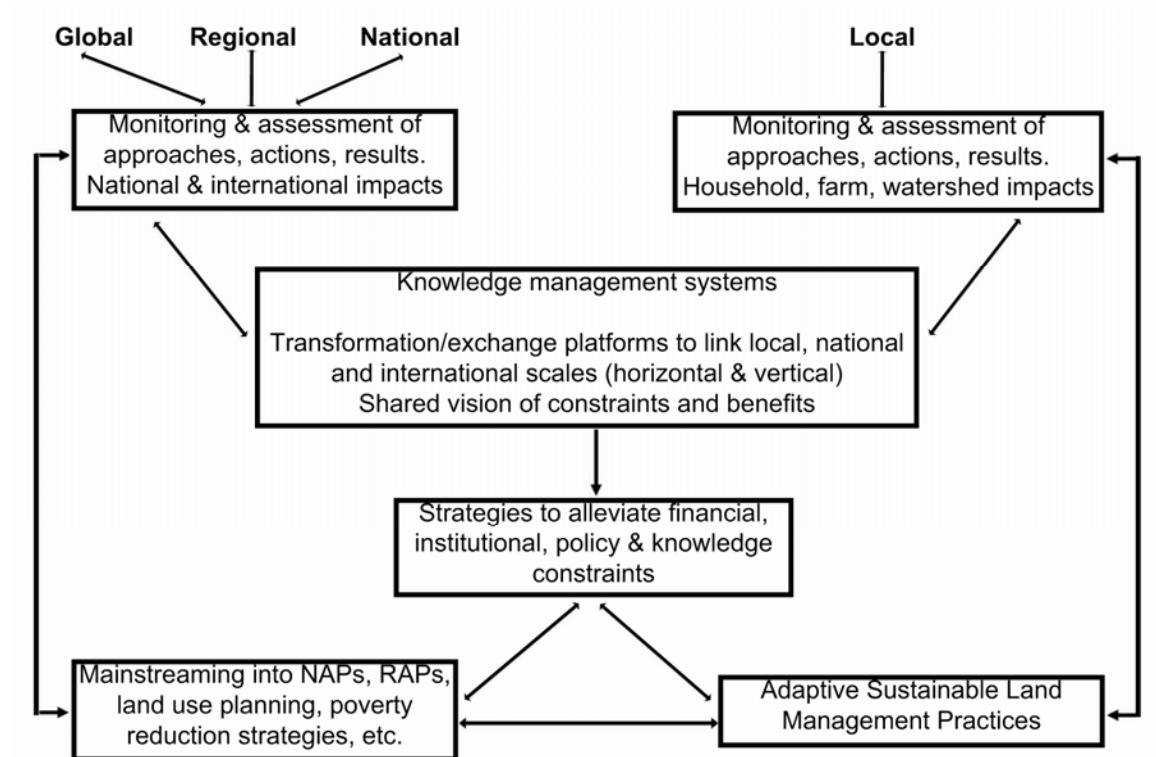 Global
Regional
National
Local
Monitoring & assessment of
approaches, actions, results.
National & international impacts
Monitoring & assessment of
approaches, actions, results.
Household, farm, watershed impacts
Knowledge management systems
Transformation/exchange platforms to link local, national
and international scales (horizontal & vertical)
Shared vision of constraints and benefits
Strategies to alleviate financial,
institutional, policy & knowledge
constraints
Mainstreaming into NAPs, RAPs,
land use planning, poverty
reduction strategies, etc.
Adaptive Sustainable Land
Management Practices